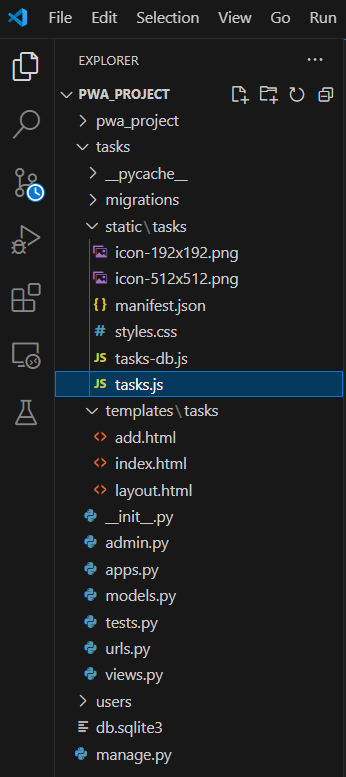 File Edit Selection View Go Run
EXPLORER ...
PWA_PROJECT
pwa_project
tasks
__pycache__
migrations
static\tasks
icon-192x192.png
icon-512x512.png
{} manifest.json
# styles.css
JS tasks-db.js
JS tasks.js
templates\tasks
<> add.html
<> index.html
<> layout.html
__init__.py
admin.py
apps.py
models.py
tests.py
urls.py
views.py
users
db.sqlite3
manage.py